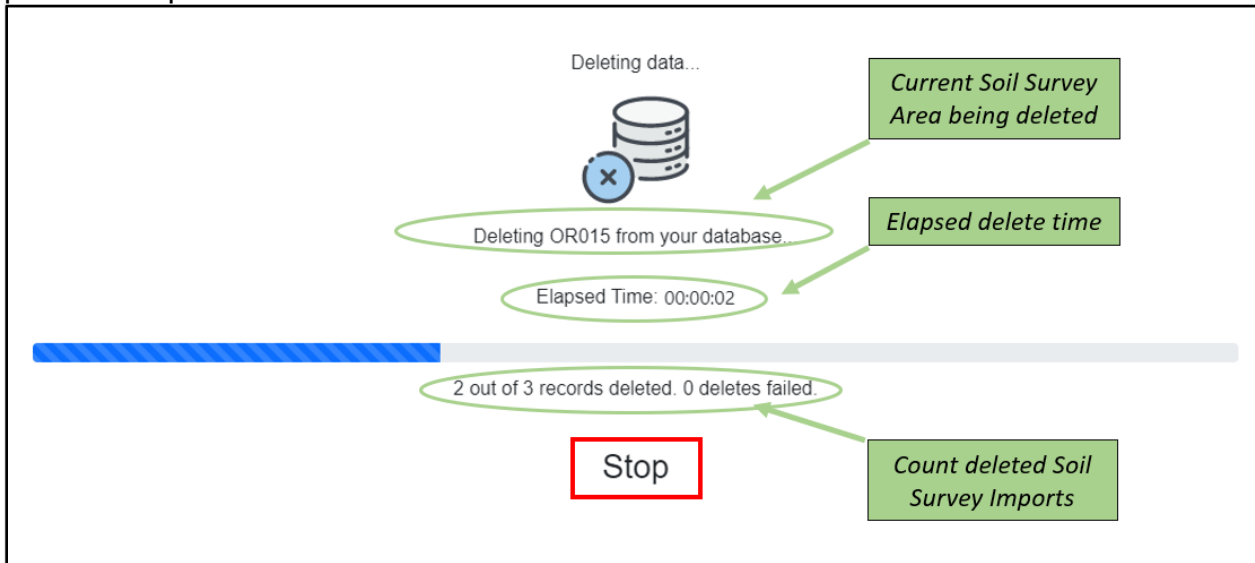 Deleting data...
Current Soil Survey
Area being deleted
Deleting OR015 from your database...
Elapsed delete time
Elapsed Time: 00:00:02
2 out of 3 records deleted. 0 deletes failed.
Stop
Count deleted Soil
Survey Imports